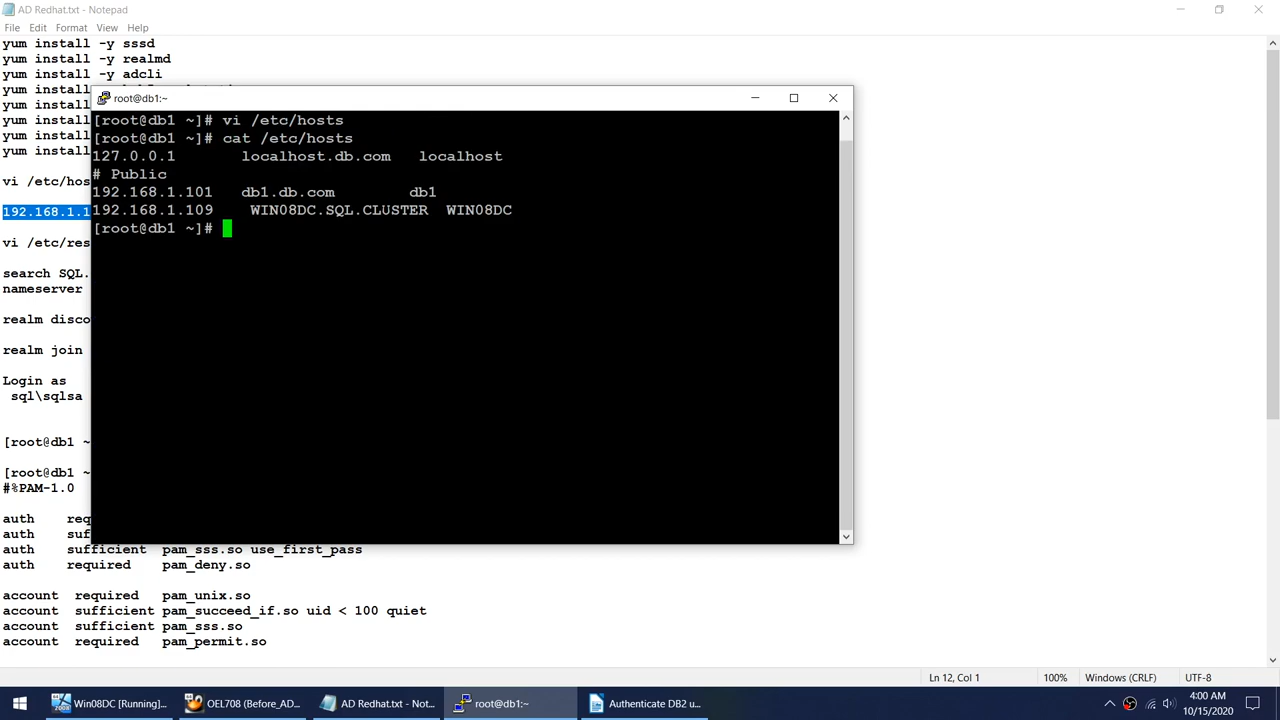 AD Redhat.txt - Notepad
File Edit Format View Help
yum install -y sssd
yum install -y realmd
yum install -y adcli
yum install
yum install
yum install
yum install
yum install
vi /etc/hos
192.168.1.1
vi /etc/res
search SQL.
nameserver
realm disco
realm join
Login as
sql\sqlsa
[root@db1 ~
[root@db1 ~
#%PAM-1.0
auth req
auth suf
auth sufficient pam_sss.so use_first_pass
auth required pam_deny.so
account required pam_unix.so
account sufficient pam_succeed_if.so uid < 100 quiet
account sufficient pam_sss.so
account required pam_permit.so
root@db1:~
[root@db1 ~]# vi /etc/hosts
[root@db1 ~]# cat /etc/hosts
127.0.0.1 localhost.db.com localhost
# Public
192.168.1.101 db1.db.com db1
192.168.1.109 WIN08DC.SQL.CLUSTER WIN08DC
[root@db1 ~]#
Ln 12, Col 1 100% Windows (CRLF) UTF-8
Win08DC [Running]... OEL708 (Before_AD... AD Redhat.txt - Not... root@db1:~ Authenticate DB2 u...
4:00 AM
10/15/2020